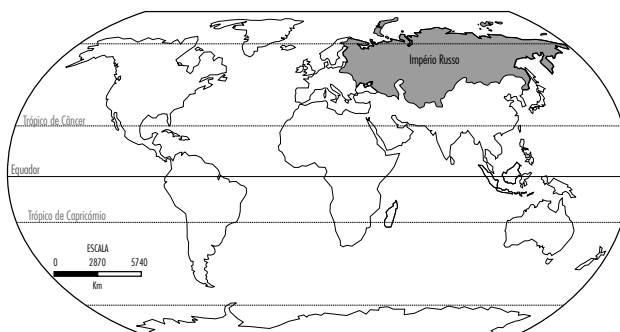 Império Russo
Trópico de Câncer
Equador
Trópico de Capricórnio
ESCALA
0 2870 5740
Km